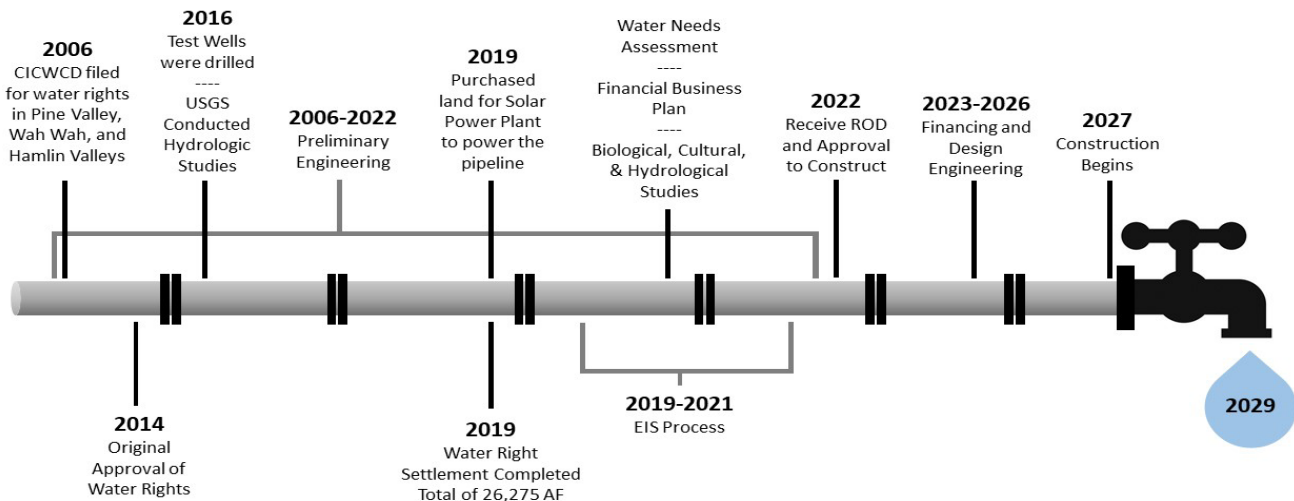 2006
CICWCD filed
for water rights
in Pine Valley,
Wah Wah, and
Hamlin Valleys
2016
Test Wells
were drilled
----
USGS
Conducted
Hydrologic
Studies
2006-2022
Preliminary
Engineering
2019
Purchased
land for Solar
Power Plant
to power the
pipeline
Water Needs
Assessment
----
Financial Business
Plan
----
Biological, Cultural,
& Hydrological
Studies
2022
Receive ROD
and Approval
to Construct
2023-2026
Financing and
Design
Engineering
2027
Construction
Begins
2014
Original
Approval of
Water Rights
2019
Water Right
Settlement Completed
Total of 26,275 AF
2019-2021
EIS Process
2029